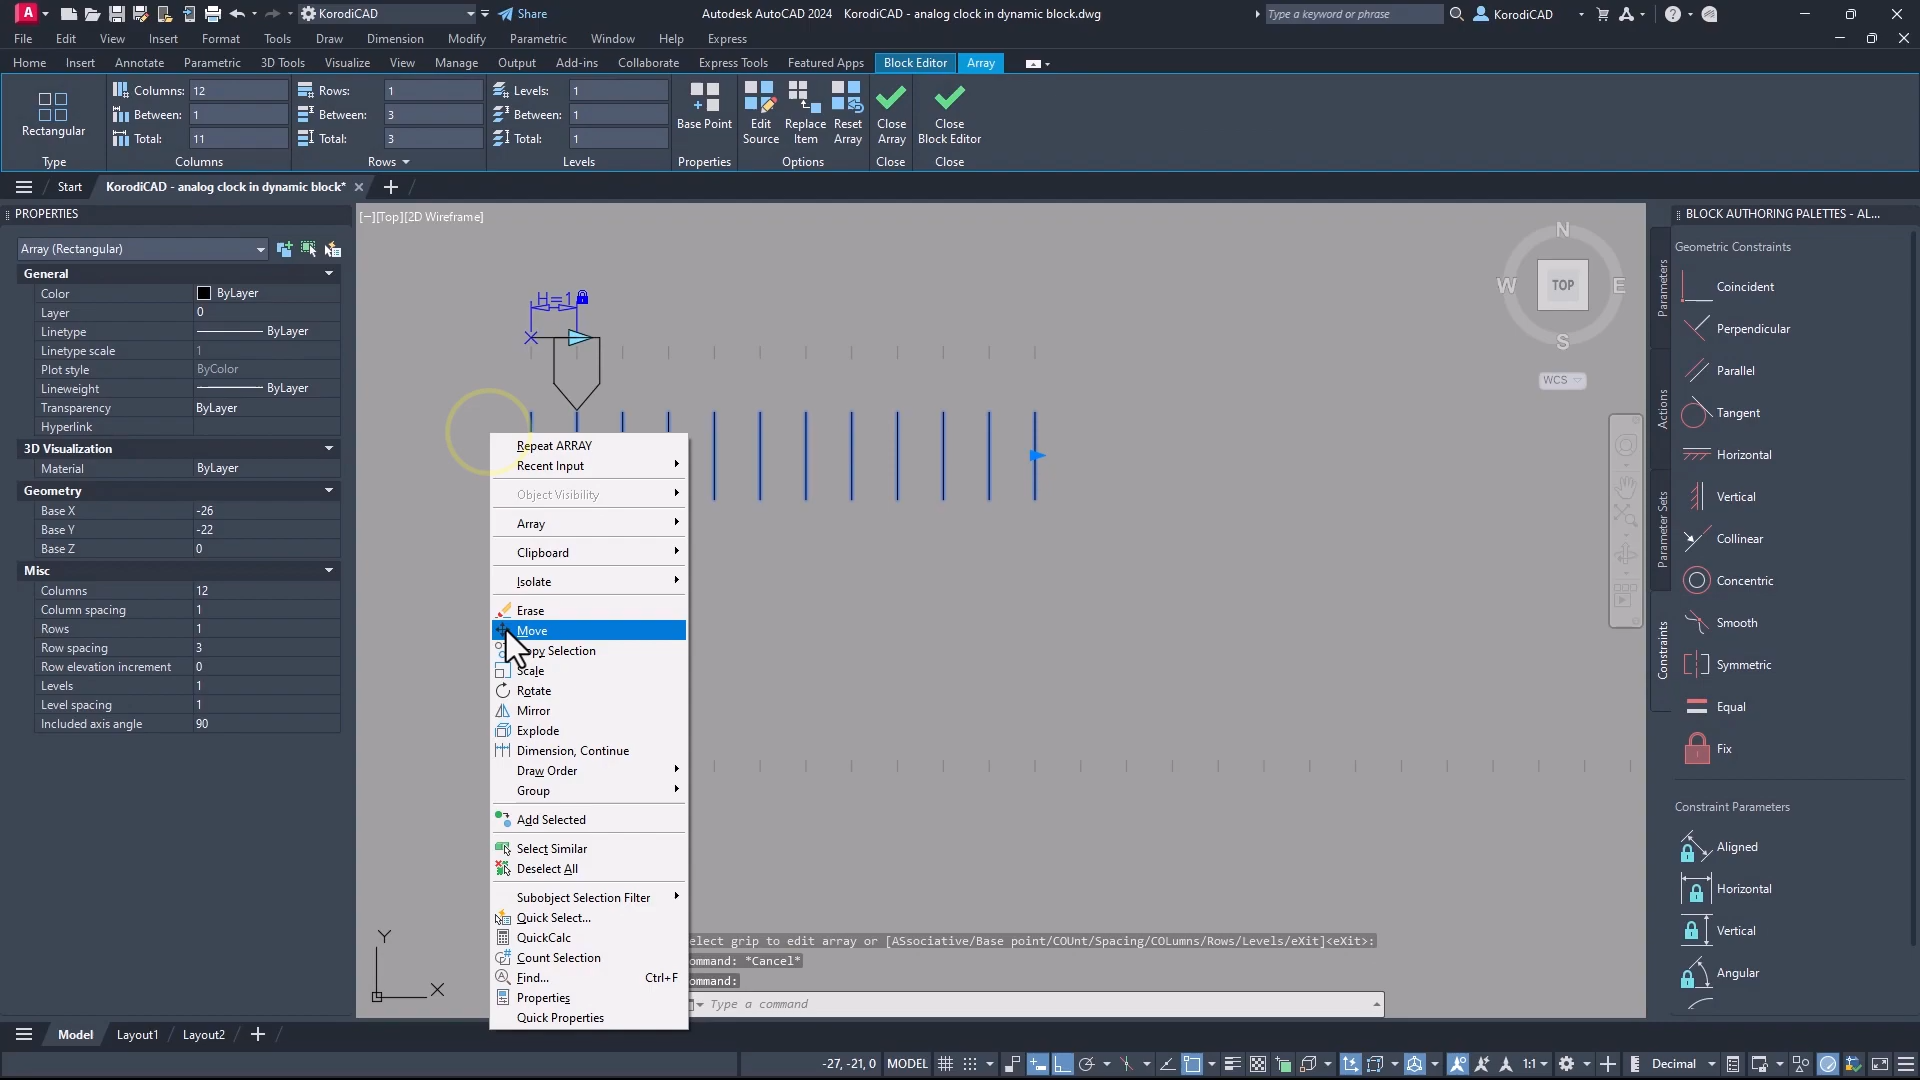 KorodiCAD
Share
Autodesk AutoCAD 2024 KorodiCAD - analog clock in dynamic block.dwg
Type a keyword or phrase
KorodiCAD
File Edit View Insert Format Tools Draw Dimension Modify Parametric Window Help Express
Home Insert Annotate Parametric 3D Tools Visualize View Manage Output Add-ins Collaborate Express Tools Featured Apps Block Editor Array
Rectangular
Type
Columns: 12
Between: 1
Total: 11
Columns
Rows: 1
Between: 3
Total: 3
Rows
Levels: 1
Between: 1
Total: 1
Levels
Base Point
Properties
Edit Source
Replace Item
Reset Array
Options
Close Array
Close
Close Block Editor
Close
Start
KorodiCAD - analog clock in dynamic block*
PROPERTIES
Array (Rectangular)
General
Color ByLayer
Layer 0
Linetype ByLayer
Linetype scale 1
Plot style ByColor
Lineweight ByLayer
Transparency ByLayer
Hyperlink
3D Visualization
Material ByLayer
Geometry
Base X -26
Base Y -22
Base Z 0
Misc
Columns 12
Column spacing 1
Rows 1
Row spacing 3
Row elevation increment 0
Levels 1
Level spacing 1
Included axis angle 90
[−][Top][2D Wireframe]
H=1
Repeat ARRAY
Recent Input
Object Visibility
Array
Clipboard
Isolate
Erase
Move
py Selection
Scale
Rotate
Mirror
Explode
Dimension, Continue
Draw Order
Group
Add Selected
Select Similar
Deselect All
Subobject Selection Filter
Quick Select...
QuickCalc
Count Selection
Find... Ctrl+F
Properties
Quick Properties
elect grip to edit array or [ASsociative/Base point/COUnt/Spacing/COLumns/Rows/Levels/eXit]<eXit>:
ommand: *Cancel*
ommand:
Type a command
Y
X
N
W TOP E
S
WCS
BLOCK AUTHORING PALETTES - AL...
Parameters
Actions
Parameter Sets
Constraints
Geometric Constraints
Coincident
Perpendicular
Parallel
Tangent
Horizontal
Vertical
Collinear
Concentric
Smooth
Symmetric
Equal
Fix
Constraint Parameters
Aligned
Horizontal
Vertical
Angular
Model Layout1 Layout2
-27, -21, 0 MODEL 1:1 Decimal